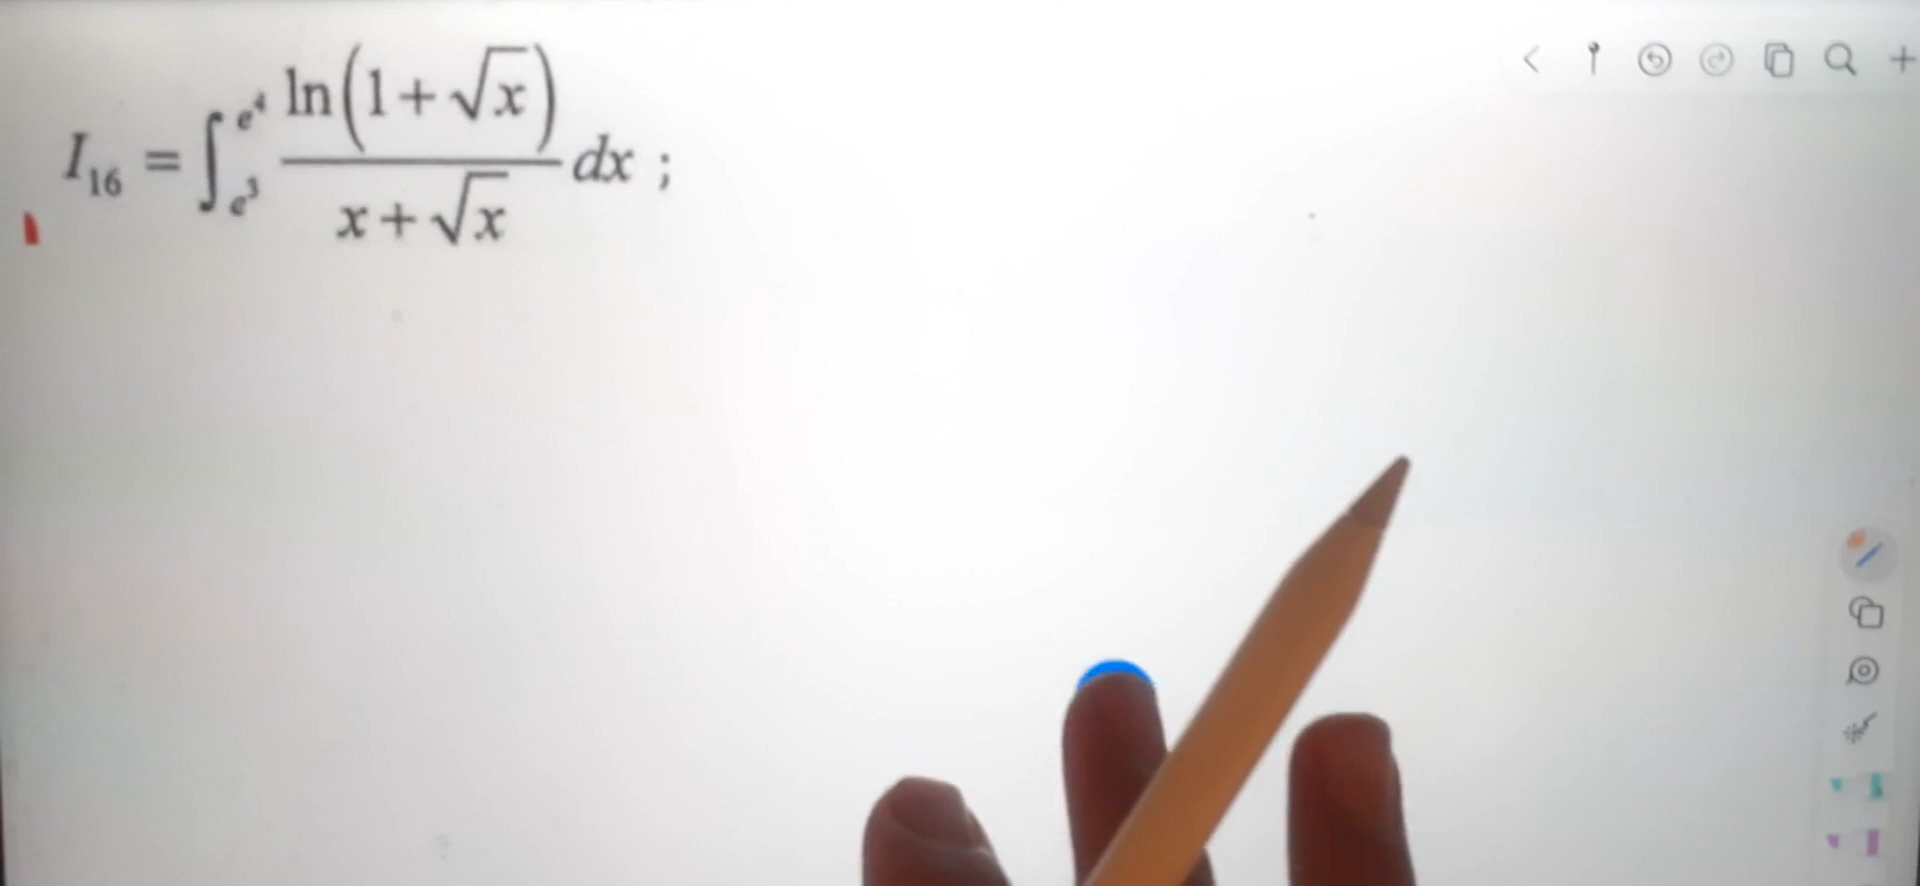 I₁₆ = ∫_{e³}^{e⁴} ln(1+√x) / (x+√x) dx ;